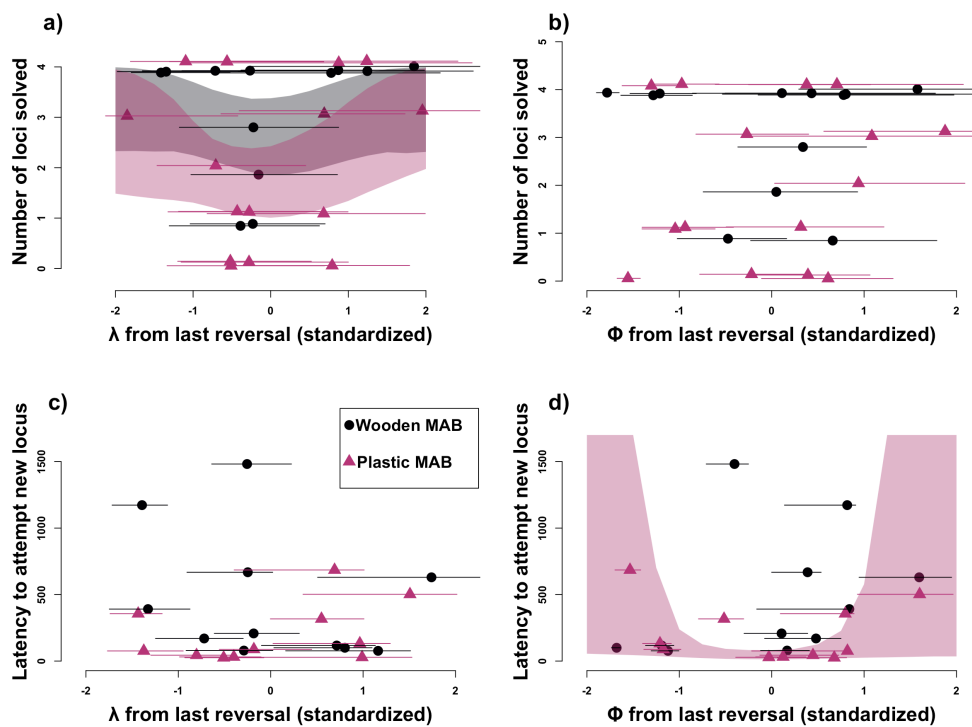 a)
Number of loci solved
5
4
3
2
1
0
-2
-1
0
1
2
λ from last reversal (standardized)
b)
Number of loci solved
5
4
3
2
1
0
-2
-1
0
1
2
Φ from last reversal (standardized)
c)
Latency to attempt new locus
1500
1000
500
0
Wooden MAB
Plastic MAB
-2
-1
0
1
2
λ from last reversal (standardized)
d)
Latency to attempt new locus
1500
1000
500
0
-2
-1
0
1
2
Φ from last reversal (standardized)